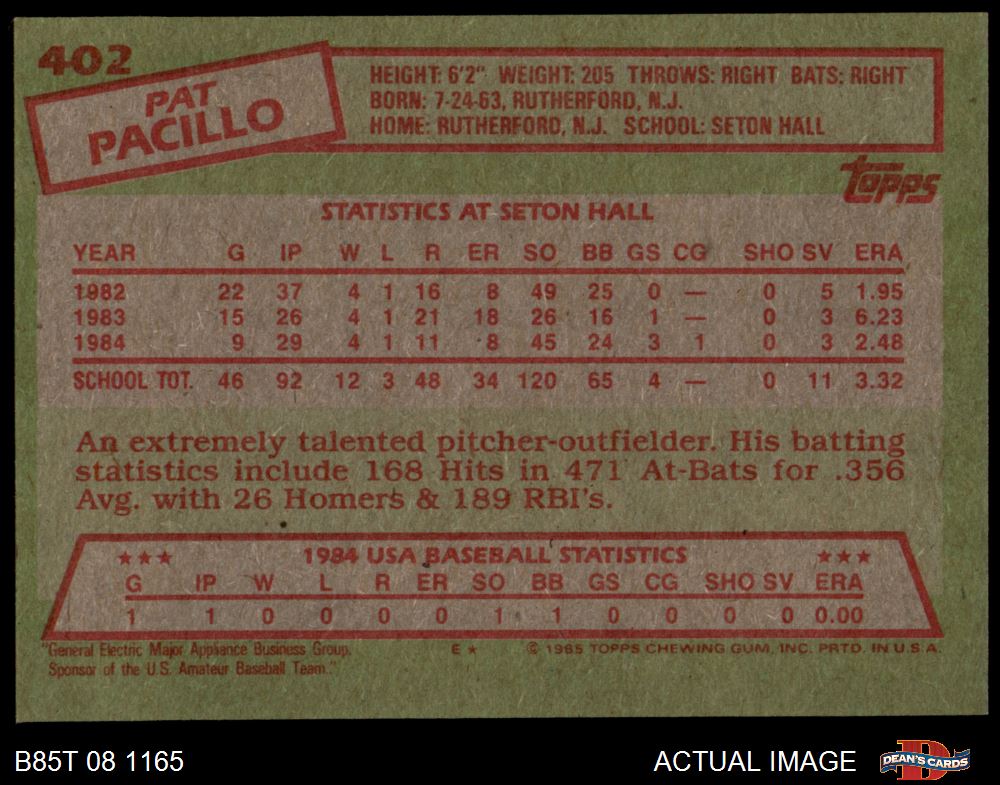 402
PAT
PACILLO
HEIGHT: 6'2" WEIGHT: 205 THROWS: RIGHT BATS: RIGHT
BORN: 7-24-63, RUTHERFORD, N.J.
HOME: RUTHERFORD, N.J. SCHOOL: SETON HALL
topps
STATISTICS AT SETON HALL
YEAR G IP W L R ER SO BB GS CG SHO SV ERA
1982 22 37 4 1 16 8 49 25 0 — 0 5 1.95
1983 15 26 4 1 21 18 26 16 1 — 0 3 6.23
1984 9 29 4 1 11 8 45 24 3 1 0 3 2.48
SCHOOL TOT. 46 92 12 3 48 34 120 65 4 — 0 11 3.32
An extremely talented pitcher-outfielder. His batting
statistics include 168 Hits in 471 At-Bats for .356
Avg. with 26 Homers & 189 RBI's.
★★★ 1984 USA BASEBALL STATISTICS ★★★
G IP W L R ER SO BB GS CG SHO SV ERA
1 1 0 0 0 0 1 1 0 0 0 0 0.00
"General Electric Major Appliance Business Group.
Sponsor of the U.S. Amateur Baseball Team."
E ★ © 1985 TOPPS CHEWING GUM, INC. PRTD. IN U.S.A.
B85T 08 1165
ACTUAL IMAGE
D
DEAN'S CARDS